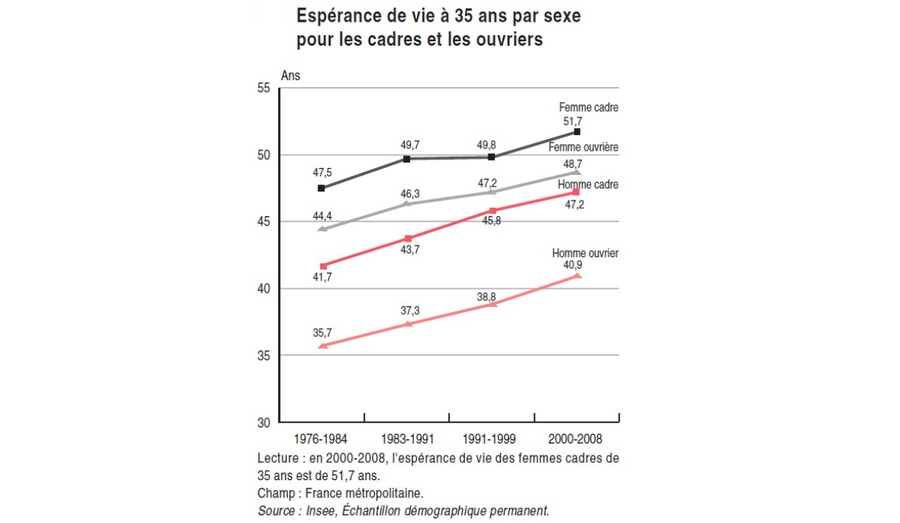 Espérance de vie à 35 ans par sexe
pour les cadres et les ouvriers
Ans
55
50
45
40
35
30
Femme cadre
51,7
47,5
49,7
49,8
Femme ouvrière
48,7
44,4
46,3
47,2
Homme cadre
47,2
41,7
43,7
45,8
Homme ouvrier
40,9
35,7
37,3
38,8
1976-1984 1983-1991 1991-1999 2000-2008
Lecture : en 2000-2008, l'espérance de vie des femmes cadres de
35 ans est de 51,7 ans.
Champ : France métropolitaine.
Source : Insee, Échantillon démographique permanent.